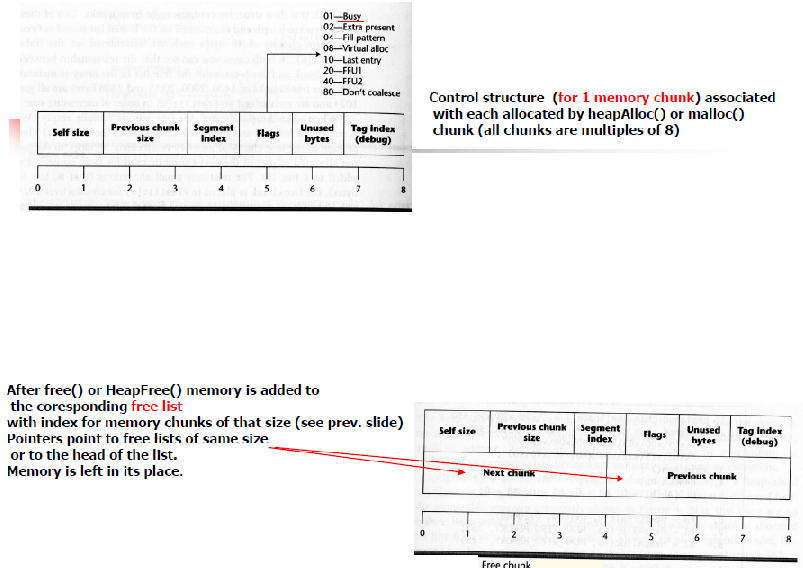 01—Busy
02—Extra present
04—Fill pattern
08—Virtual alloc
10—Last entry
20—FFU1
40—FFU2
80—Don't coalesce
Control structure (for 1 memory chunk) associated
with each allocated by heapAlloc() or malloc()
chunk (all chunks are multiples of 8)
Self size
Previous chunk
size
Segment
Index
Flags
Unused
bytes
Tag index
(debug)
0 1 2 3 4 5 6 7 8
After free() or HeapFree() memory is added to
the coresponding free list
with index for memory chunks of that size (see prev. slide)
Pointers point to free lists of same size
or to the head of the list.
Memory is left in its place.
Self size
Previous chunk
size
Segment
Index
Flags
Unused
bytes
Tag Index
(debug)
Next chunk
Previous chunk
0 1 2 3 4 5 6 7 8
Free chunk